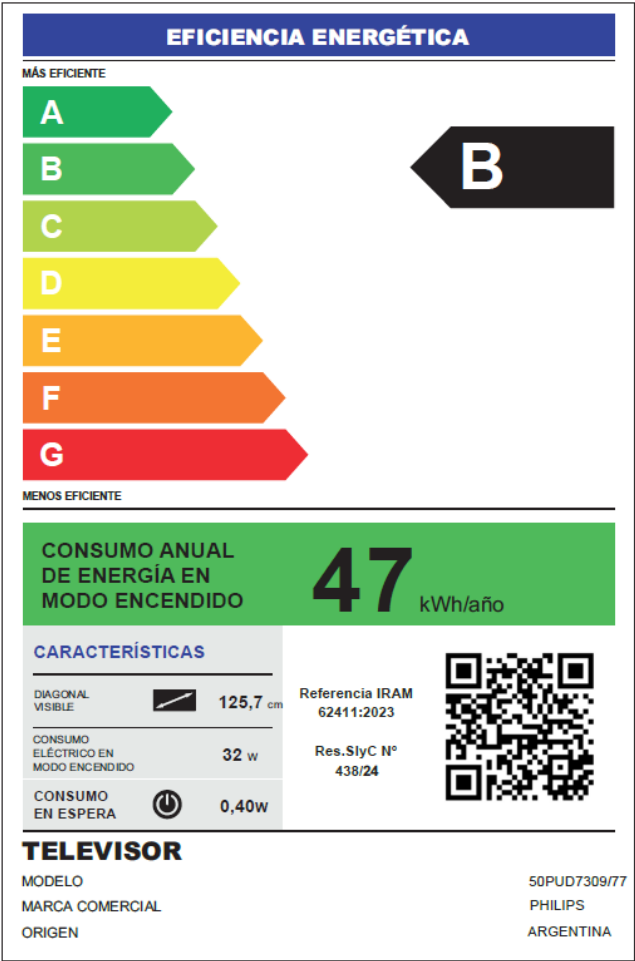 EFICIENCIA ENERGÉTICA
MÁS EFICIENTE
A
B
B
C
D
E
F
G
MENOS EFICIENTE
CONSUMO ANUAL
DE ENERGÍA EN
MODO ENCENDIDO
47 kWh/año
CARACTERÍSTICAS
DIAGONAL
VISIBLE
125,7 cm
CONSUMO
ELÉCTRICO EN
MODO ENCENDIDO
32 w
CONSUMO
EN ESPERA
0,40w
Referencia IRAM
62411:2023
Res.SIyC Nº
438/24
TELEVISOR
MODELO 50PUD7309/77
MARCA COMERCIAL PHILIPS
ORIGEN ARGENTINA